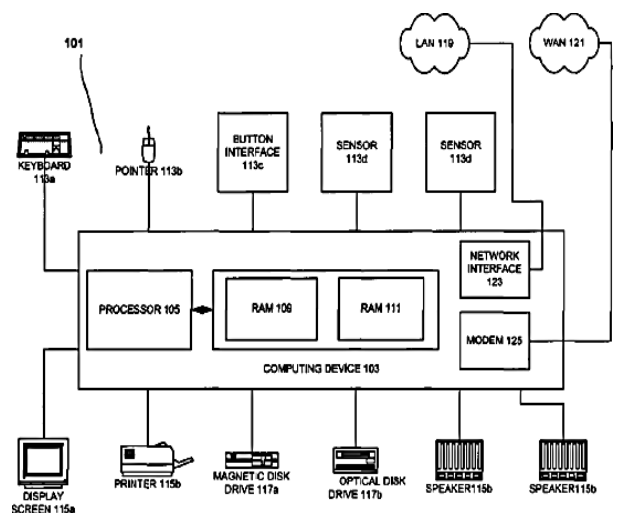 101
LAN 119
WAN 121
KEYBOARD
113a
POINTER 113b
BUTTON
INTERFACE
113c
SENSOR
113d
SENSOR
113d
NETWORK
INTERFACE
123
PROCESSOR 105
RAM 109
RAM 111
MODEM 125
COMPUTING DEVICE 103
DISPLAY
SCREEN 115a
PRINTER 115b
MAGNETIC DISK
DRIVE 117a
OPTICAL DISK
DRIVE 117b
SPEAKER115b
SPEAKER115b